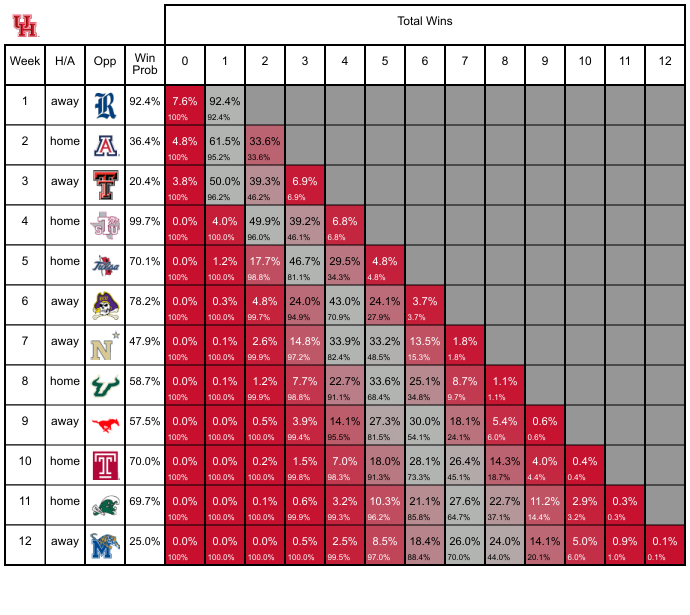 UH
Total Wins
Week H/A Opp Win Prob 0 1 2 3 4 5 6 7 8 9 10 11 12
1 away R 92.4% 7.6% 92.4%
100% 92.4%
2 home A 36.4% 4.8% 61.5% 33.6%
100% 95.2% 33.6%
3 away T 20.4% 3.8% 50.0% 39.3% 6.9%
100% 96.2% 46.2% 6.9%
4 home 99.7% 0.0% 4.0% 49.9% 39.2% 6.8%
100% 100.0% 96.0% 46.1% 6.8%
5 home Tulsa 70.1% 0.0% 1.2% 17.7% 46.7% 29.5% 4.8%
100% 100.0% 98.8% 81.1% 34.3% 4.8%
6 away 78.2% 0.0% 0.3% 4.8% 24.0% 43.0% 24.1% 3.7%
100% 100.0% 99.7% 94.9% 70.9% 27.9% 3.7%
7 away N 47.9% 0.0% 0.1% 2.6% 14.8% 33.9% 33.2% 13.5% 1.8%
100% 100.0% 99.9% 97.2% 82.4% 48.5% 15.3% 1.8%
8 home 58.7% 0.0% 0.1% 1.2% 7.7% 22.7% 33.6% 25.1% 8.7% 1.1%
100% 100.0% 99.9% 98.8% 91.1% 68.4% 34.8% 9.7% 1.1%
9 away 57.5% 0.0% 0.0% 0.5% 3.9% 14.1% 27.3% 30.0% 18.1% 5.4% 0.6%
100% 100.0% 100.0% 99.4% 95.5% 81.5% 54.1% 24.1% 6.0% 0.6%
10 home T 70.0% 0.0% 0.0% 0.2% 1.5% 7.0% 18.0% 28.1% 26.4% 14.3% 4.0% 0.4%
100% 100.0% 100.0% 99.8% 98.3% 91.3% 73.3% 45.1% 18.7% 4.4% 0.4%
11 home 69.7% 0.0% 0.0% 0.1% 0.6% 3.2% 10.3% 21.1% 27.6% 22.7% 11.2% 2.9% 0.3%
100% 100.0% 100.0% 99.9% 99.3% 96.2% 85.8% 64.7% 37.1% 14.4% 3.2% 0.3%
12 away M 25.0% 0.0% 0.0% 0.0% 0.5% 2.5% 8.5% 18.4% 26.0% 24.0% 14.1% 5.0% 0.9% 0.1%
100% 100.0% 100.0% 100.0% 99.5% 97.0% 88.4% 70.0% 44.0% 20.1% 6.0% 1.0% 0.1%